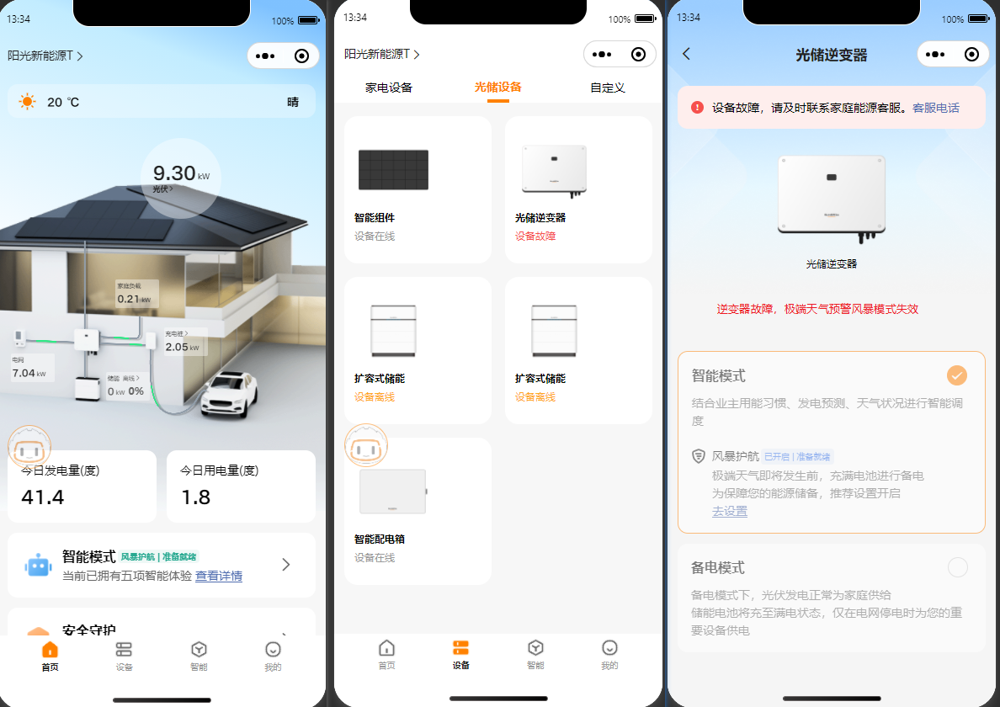 13:34
100%
阳光新能源T
20 ℃
晴
9.30 kW
光伏
家庭负载
0.21 kW
充电桩
2.05 kW
电网
7.04 kW
储能 离线
0 kW 0%
今日发电量(度)
41.4
今日用电量(度)
1.8
智能模式 风暴护航 | 准备就绪
当前已拥有五项智能体验 查看详情
安全守护
首页
设备
智能
我的
13:34
100%
阳光新能源T
家电设备
光储设备
自定义
智能组件
设备在线
光储逆变器
设备故障
扩容式储能
设备离线
扩容式储能
设备离线
智能配电箱
设备在线
首页
设备
智能
我的
13:34
100%
光储逆变器
设备故障，请及时联系家庭能源客服。客服电话
光储逆变器
逆变器故障，极端天气预警风暴模式失效
智能模式
结合业主用能习惯、发电预测、天气状况进行智能调
度
风暴护航 已开启 | 准备就绪
极端天气即将发生前，充满电池进行备电
为保障您的能源储备，推荐设置开启
去设置
备电模式
备电模式下，光伏发电正常为家庭供给
储能电池将充至满电状态，仅在电网停电时为您的重
要设备供电